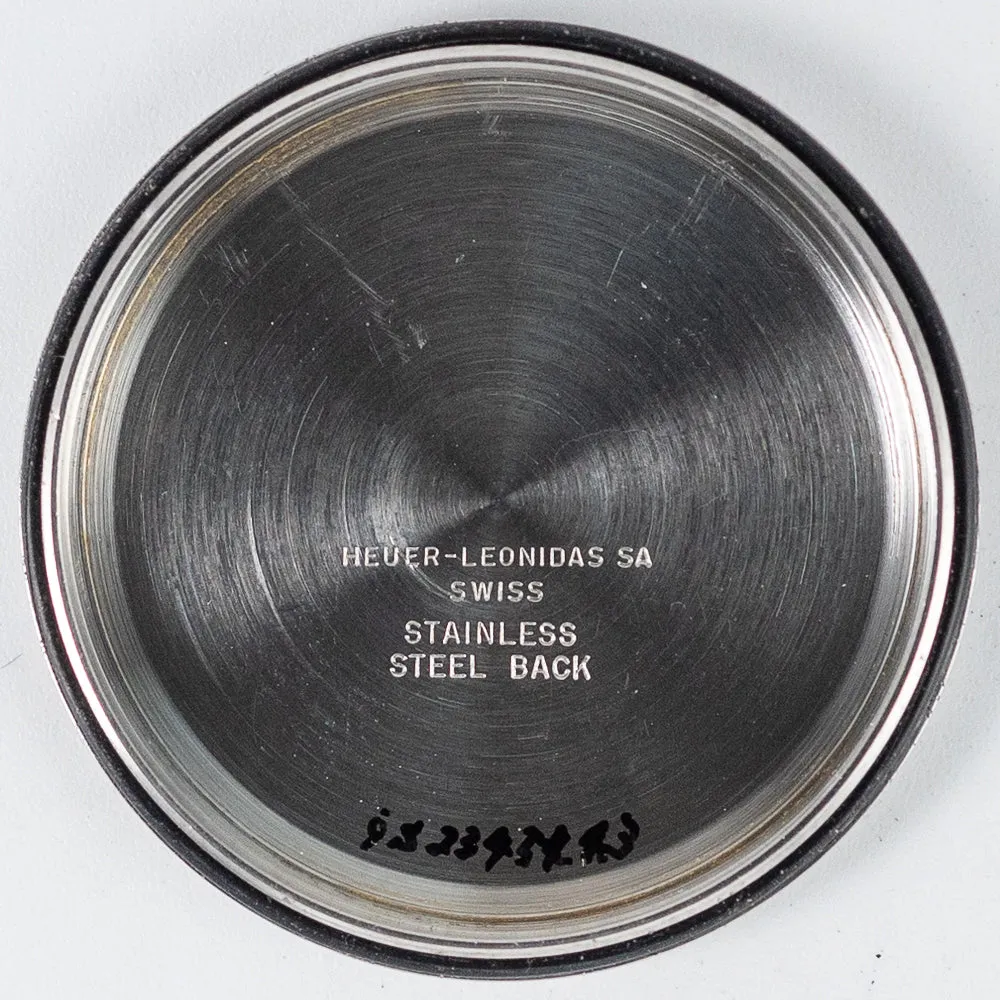 HEUER-LEONIDAS SA
SWISS
STAINLESS
STEEL BACK